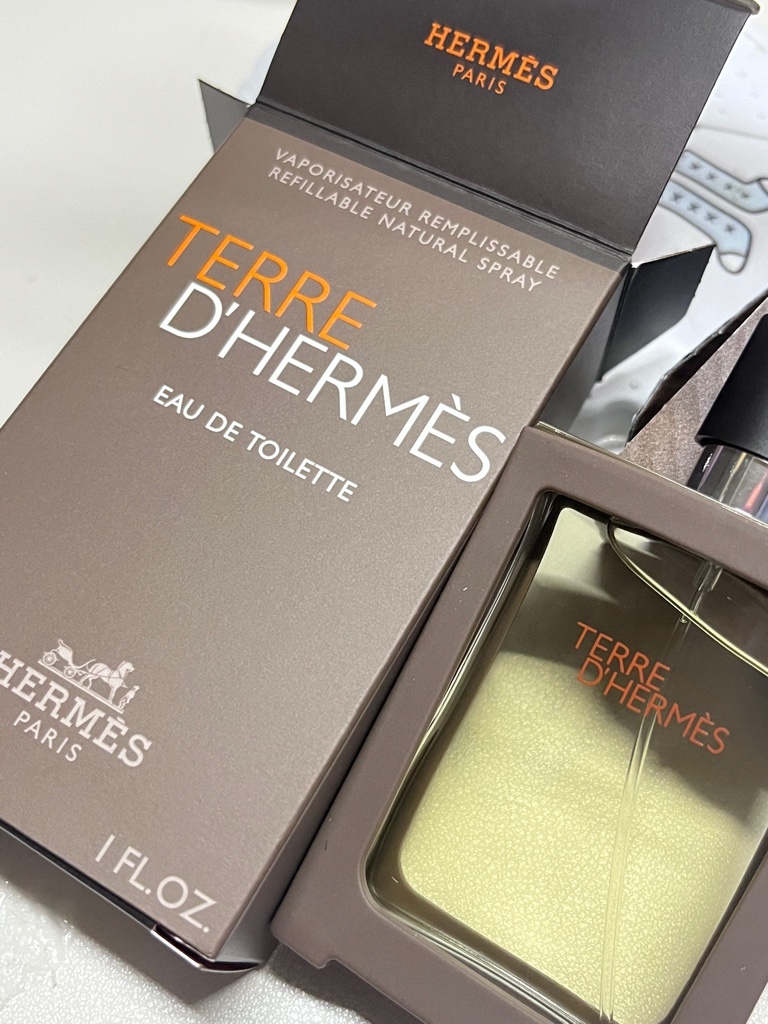 HERMÈS
PARIS
VAPORISATEUR REMPLISSABLE
REFILLABLE NATURAL SPRAY
TERRE
D'HERMÈS
EAU DE TOILETTE
HERMÈS
PARIS
1 FL.OZ.
TERRE
D'HERMÈS